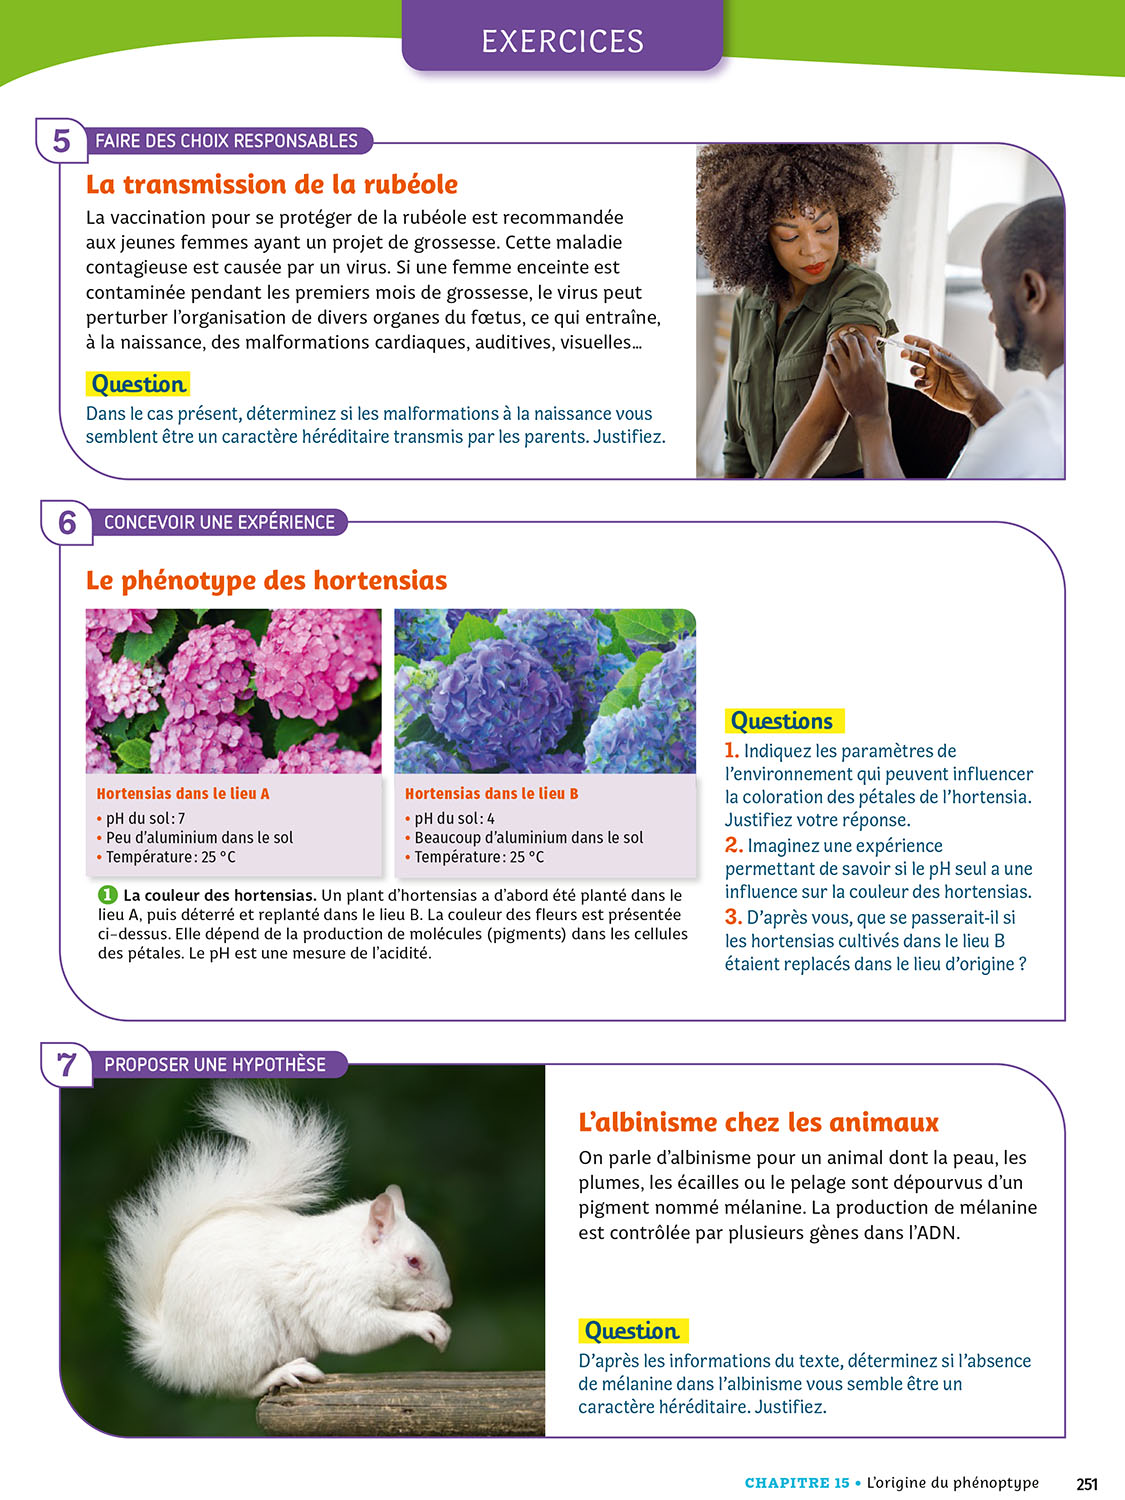 EXERCICES
5 FAIRE DES CHOIX RESPONSABLES
La transmission de la rubéole
La vaccination pour se protéger de la rubéole est recommandée
aux jeunes femmes ayant un projet de grossesse. Cette maladie
contagieuse est causée par un virus. Si une femme enceinte est
contaminée pendant les premiers mois de grossesse, le virus peut
perturber l’organisation de divers organes du fœtus, ce qui entraîne,
à la naissance, des malformations cardiaques, auditives, visuelles…
Question
Dans le cas présent, déterminez si les malformations à la naissance vous
semblent être un caractère héréditaire transmis par les parents. Justifiez.
6 CONCEVOIR UNE EXPÉRIENCE
Le phénotype des hortensias
Hortensias dans le lieu A
• pH du sol : 7
• Peu d’aluminium dans le sol
• Température : 25 °C
Hortensias dans le lieu B
• pH du sol : 4
• Beaucoup d’aluminium dans le sol
• Température : 25 °C
1 La couleur des hortensias. Un plant d’hortensias a d’abord été planté dans le
lieu A, puis déterré et replanté dans le lieu B. La couleur des fleurs est présentée
ci-dessus. Elle dépend de la production de molécules (pigments) dans les cellules
des pétales. Le pH est une mesure de l’acidité.
Questions
1. Indiquez les paramètres de
l’environnement qui peuvent influencer
la coloration des pétales de l’hortensia.
Justifiez votre réponse.
2. Imaginez une expérience
permettant de savoir si le pH seul a une
influence sur la couleur des hortensias.
3. D’après vous, que se passerait-il si
les hortensias cultivés dans le lieu B
étaient replacés dans le lieu d’origine ?
7 PROPOSER UNE HYPOTHÈSE
L’albinisme chez les animaux
On parle d’albinisme pour un animal dont la peau, les
plumes, les écailles ou le pelage sont dépourvus d’un
pigment nommé mélanine. La production de mélanine
est contrôlée par plusieurs gènes dans l’ADN.
Question
D’après les informations du texte, déterminez si l’absence
de mélanine dans l’albinisme vous semble être un
caractère héréditaire. Justifiez.
CHAPITRE 15 • L’origine du phénoptype 251